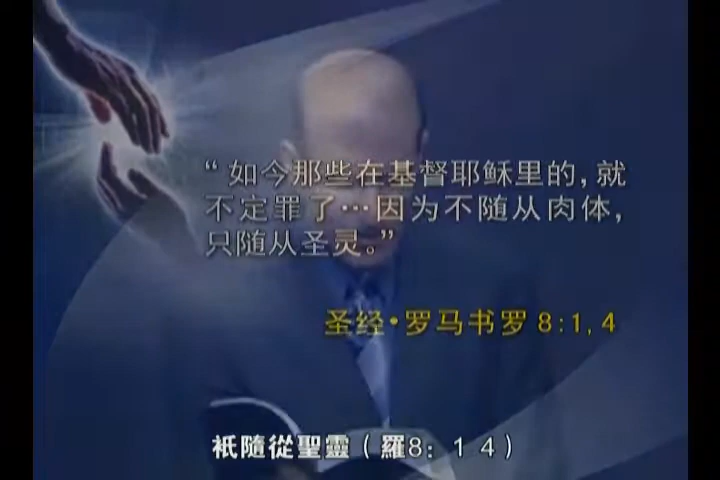 “如今那些在基督耶稣里的，就
不定罪了…因为不随从肉体，
只随从圣灵。”
圣经•罗马书罗 8:1,4
衹隨從聖靈（羅8：14）